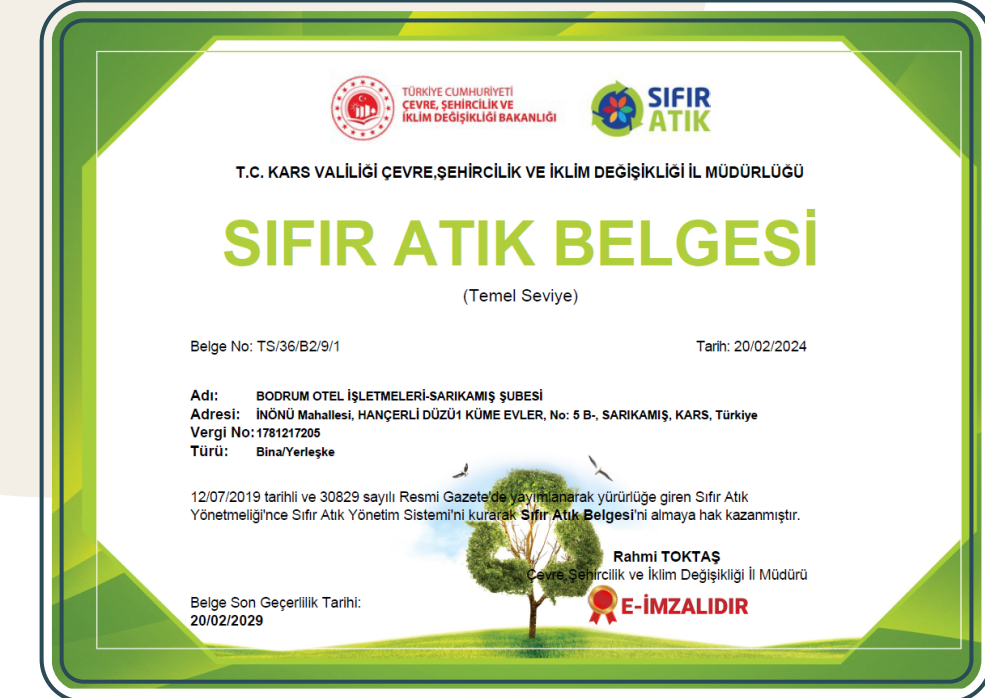 TÜRKİYE CUMHURİYETİ
ÇEVRE, ŞEHİRCİLİK VE
İKLİM DEĞİŞİKLİĞİ BAKANLIĞI
SIFIR
ATIK
T.C. KARS VALİLİĞİ ÇEVRE,ŞEHİRCİLİK VE İKLİM DEĞİŞİKLİĞİ İL MÜDÜRLÜĞÜ
SIFIR ATIK BELGESİ
(Temel Seviye)
Belge No: TS/36/B2/9/1 Tarih: 20/02/2024
Adı: BODRUM OTEL İŞLETMELERİ-SARIKAMIŞ ŞUBESİ
Adresi: İNÖNÜ Mahallesi, HANÇERLİ DÜZÜ1 KÜME EVLER, No: 5 B-, SARIKAMIŞ, KARS, Türkiye
Vergi No: 1781217205
Türü: Bina/Yerleşke
12/07/2019 tarihli ve 30829 sayılı Resmi Gazete'de yayımlanarak yürürlüğe giren Sıfır Atık
Yönetmeliği'nce Sıfır Atık Yönetim Sistemi'ni kurarak Sıfır Atık Belgesi'ni almaya hak kazanmıştır.
Rahmi TOKTAŞ
Çevre,Şehircilik ve İklim Değişikliği İl Müdürü
E-İMZALIDIR
Belge Son Geçerlilik Tarihi:
20/02/2029